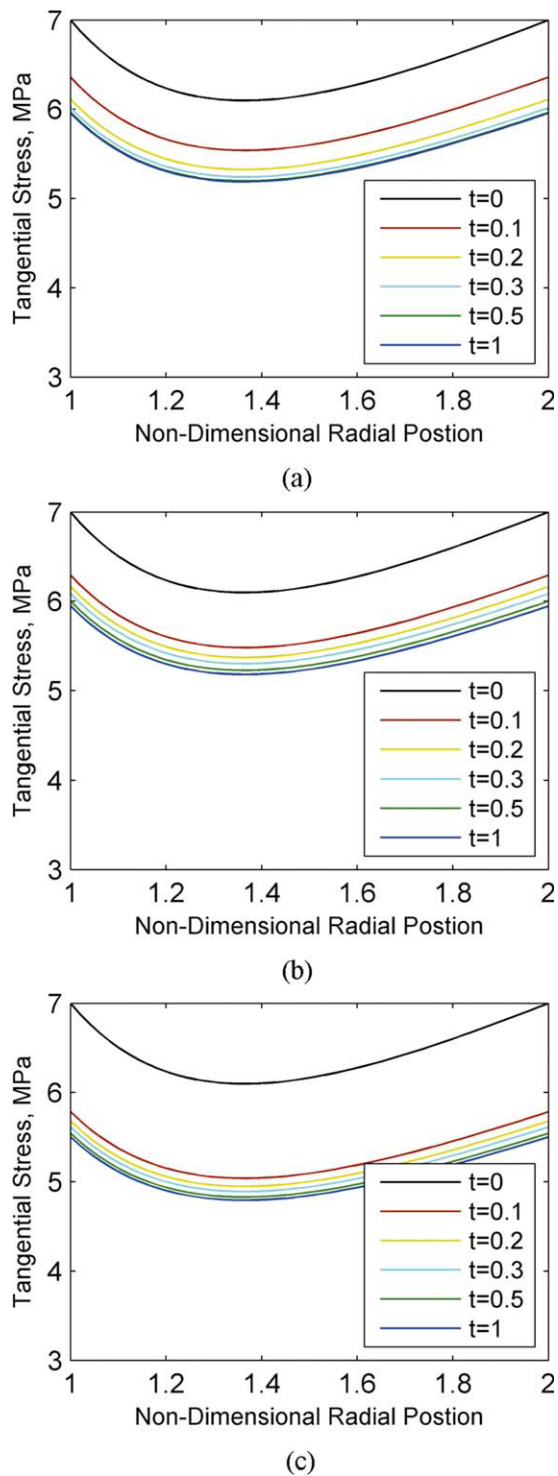 7
6
5
4
3
Tangential Stress, MPa
t=0
t=0.1
t=0.2
t=0.3
t=0.5
t=1
1 1.2 1.4 1.6 1.8 2
Non-Dimensional Radial Postion
(a)
7
6
5
4
3
Tangential Stress, MPa
t=0
t=0.1
t=0.2
t=0.3
t=0.5
t=1
1 1.2 1.4 1.6 1.8 2
Non-Dimensional Radial Postion
(b)
7
6
5
4
3
Tangential Stress, MPa
t=0
t=0.1
t=0.2
t=0.3
t=0.5
t=1
1 1.2 1.4 1.6 1.8 2
Non-Dimensional Radial Postion
(c)